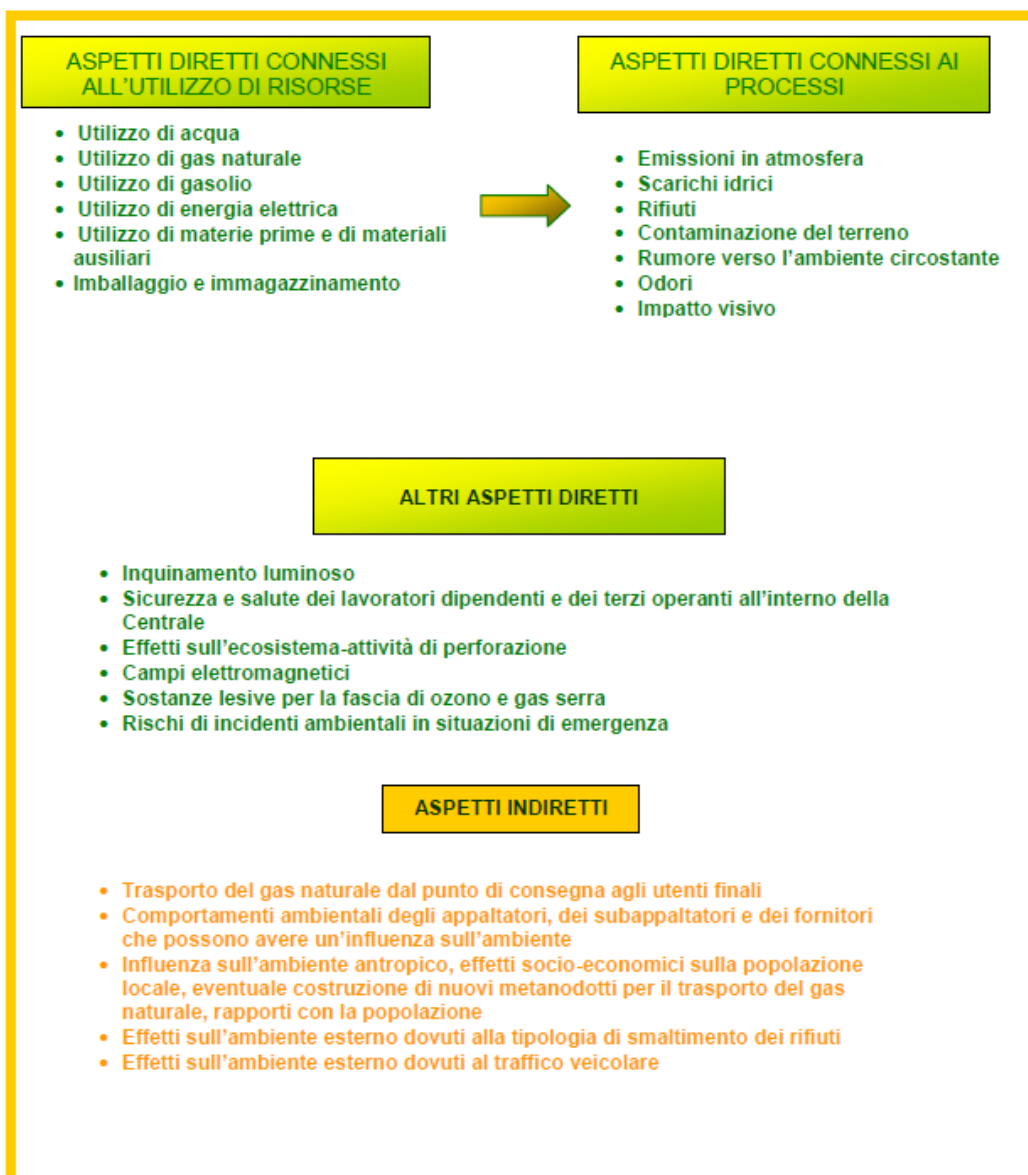 ASPETTI DIRETTI CONNESSI
ALL'UTILIZZO DI RISORSE
• Utilizzo di acqua
• Utilizzo di gas naturale
• Utilizzo di gasolio
• Utilizzo di energia elettrica
• Utilizzo di materie prime e di materiali
ausiliari
• Imballaggio e immagazzinamento
ASPETTI DIRETTI CONNESSI AI
PROCESSI
• Emissioni in atmosfera
• Scarichi idrici
• Rifiuti
• Contaminazione del terreno
• Rumore verso l'ambiente circostante
• Odori
• Impatto visivo
ALTRI ASPETTI DIRETTI
• Inquinamento luminoso
• Sicurezza e salute dei lavoratori dipendenti e dei terzi operanti all'interno della
Centrale
• Effetti sull'ecosistema-attività di perforazione
• Campi elettromagnetici
• Sostanze lesive per la fascia di ozono e gas serra
• Rischi di incidenti ambientali in situazioni di emergenza
ASPETTI INDIRETTI
• Trasporto del gas naturale dal punto di consegna agli utenti finali
• Comportamenti ambientali degli appaltatori, dei subappaltatori e dei fornitori
che possono avere un'influenza sull'ambiente
• Influenza sull'ambiente antropico, effetti socio-economici sulla popolazione
locale, eventuale costruzione di nuovi metanodotti per il trasporto del gas
naturale, rapporti con la popolazione
• Effetti sull'ambiente esterno dovuti alla tipologia di smaltimento dei rifiuti
• Effetti sull'ambiente esterno dovuti al traffico veicolare